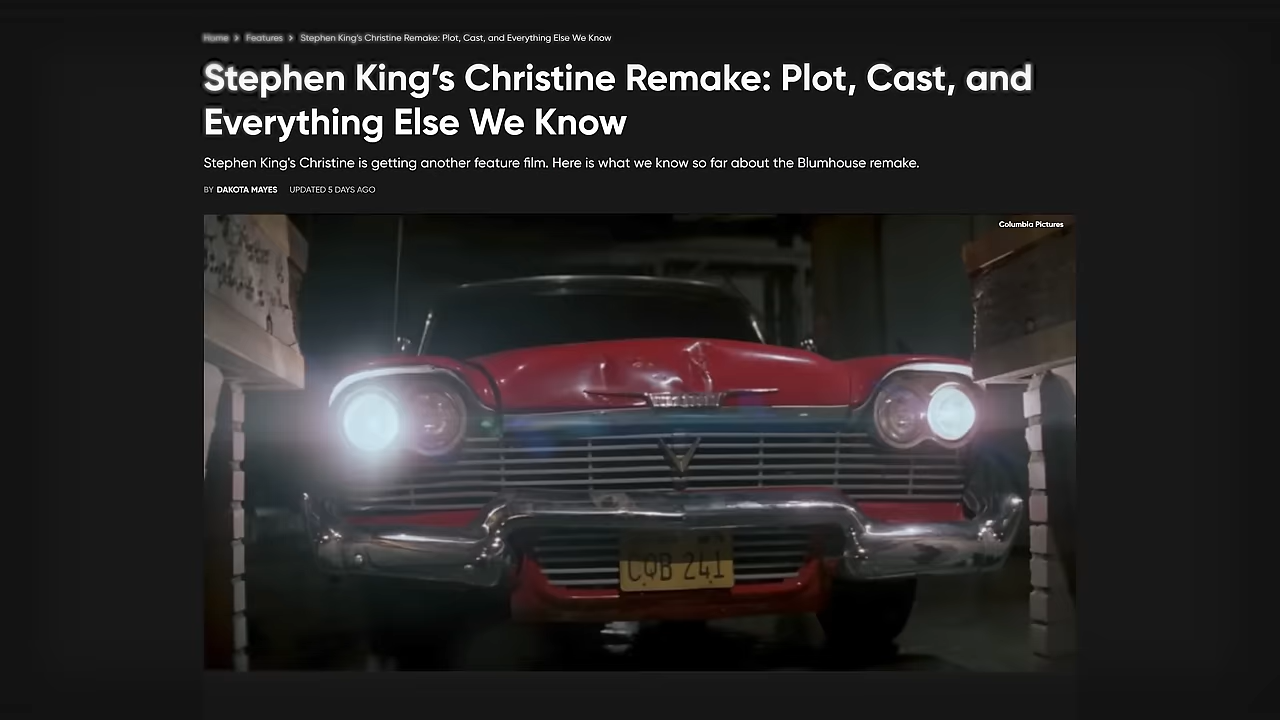 Home > Features > Stephen King's Christine Remake: Plot, Cast, and Everything Else We Know
Stephen King's Christine Remake: Plot, Cast, and
Everything Else We Know
Stephen King's Christine is getting another feature film. Here is what we know so far about the Blumhouse remake.
BY DAKOTA MAYES UPDATED 5 DAYS AGO
Columbia Pictures
CQB 241